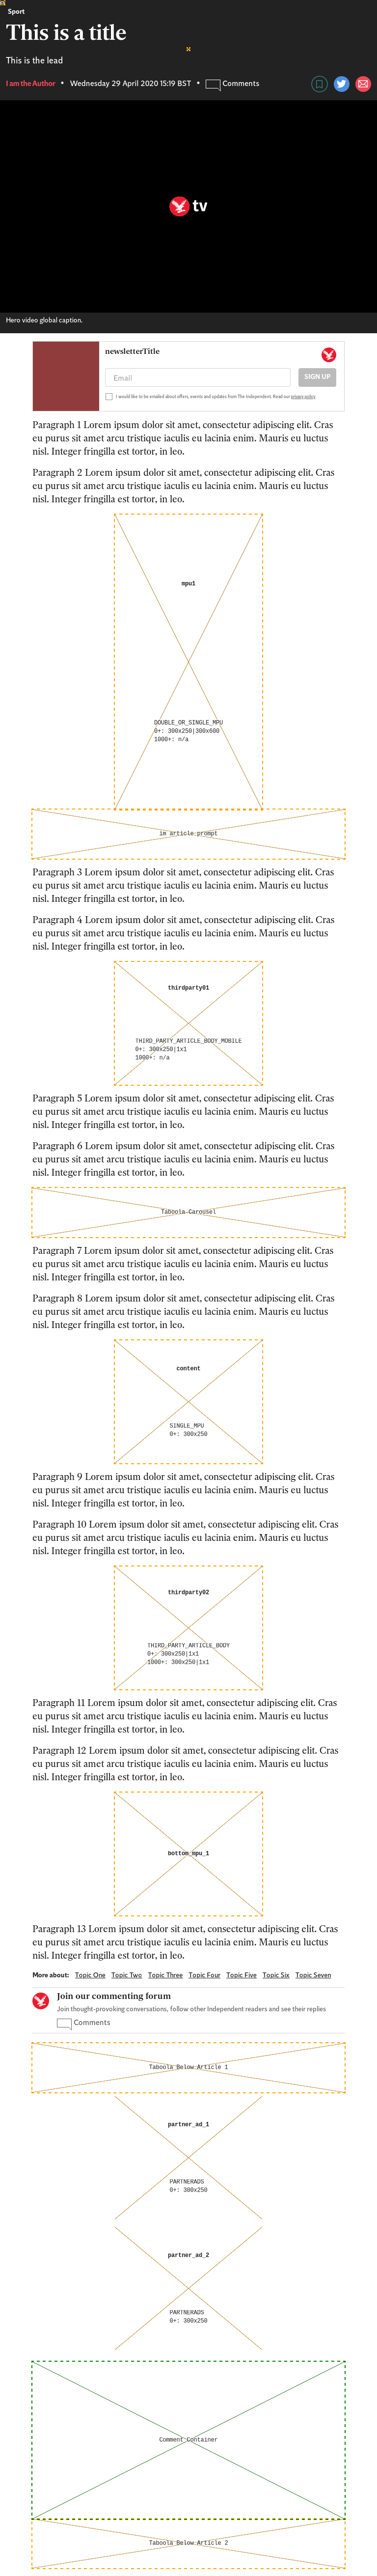 Sport
This is a title
This is the lead
I am the Author • Wednesday 29 April 2020 15:19 BST • Comments
tv
Hero video global caption.
newsletterTitle
Email
SIGN UP
I would like to be emailed about offers, events and updates from The Independent. Read our privacy policy
Paragraph 1 Lorem ipsum dolor sit amet, consectetur adipiscing elit. Cras
eu purus sit amet arcu tristique iaculis eu lacinia enim. Mauris eu luctus
nisl. Integer fringilla est tortor, in leo.
Paragraph 2 Lorem ipsum dolor sit amet, consectetur adipiscing elit. Cras
eu purus sit amet arcu tristique iaculis eu lacinia enim. Mauris eu luctus
nisl. Integer fringilla est tortor, in leo.
mpu1
DOUBLE_OR_SINGLE_MPU
0+: 300x250|300x600
1000+: n/a
im article prompt
Paragraph 3 Lorem ipsum dolor sit amet, consectetur adipiscing elit. Cras
eu purus sit amet arcu tristique iaculis eu lacinia enim. Mauris eu luctus
nisl. Integer fringilla est tortor, in leo.
Paragraph 4 Lorem ipsum dolor sit amet, consectetur adipiscing elit. Cras
eu purus sit amet arcu tristique iaculis eu lacinia enim. Mauris eu luctus
nisl. Integer fringilla est tortor, in leo.
thirdparty01
THIRD_PARTY_ARTICLE_BODY_MOBILE
0+: 300x250|1x1
1000+: n/a
Paragraph 5 Lorem ipsum dolor sit amet, consectetur adipiscing elit. Cras
eu purus sit amet arcu tristique iaculis eu lacinia enim. Mauris eu luctus
nisl. Integer fringilla est tortor, in leo.
Paragraph 6 Lorem ipsum dolor sit amet, consectetur adipiscing elit. Cras
eu purus sit amet arcu tristique iaculis eu lacinia enim. Mauris eu luctus
nisl. Integer fringilla est tortor, in leo.
Taboola Carousel
Paragraph 7 Lorem ipsum dolor sit amet, consectetur adipiscing elit. Cras
eu purus sit amet arcu tristique iaculis eu lacinia enim. Mauris eu luctus
nisl. Integer fringilla est tortor, in leo.
Paragraph 8 Lorem ipsum dolor sit amet, consectetur adipiscing elit. Cras
eu purus sit amet arcu tristique iaculis eu lacinia enim. Mauris eu luctus
nisl. Integer fringilla est tortor, in leo.
content
SINGLE_MPU
0+: 300x250
Paragraph 9 Lorem ipsum dolor sit amet, consectetur adipiscing elit. Cras
eu purus sit amet arcu tristique iaculis eu lacinia enim. Mauris eu luctus
nisl. Integer fringilla est tortor, in leo.
Paragraph 10 Lorem ipsum dolor sit amet, consectetur adipiscing elit. Cras
eu purus sit amet arcu tristique iaculis eu lacinia enim. Mauris eu luctus
nisl. Integer fringilla est tortor, in leo.
thirdparty02
THIRD_PARTY_ARTICLE_BODY
0+: 300x250|1x1
1000+: 300x250|1x1
Paragraph 11 Lorem ipsum dolor sit amet, consectetur adipiscing elit. Cras
eu purus sit amet arcu tristique iaculis eu lacinia enim. Mauris eu luctus
nisl. Integer fringilla est tortor, in leo.
Paragraph 12 Lorem ipsum dolor sit amet, consectetur adipiscing elit. Cras
eu purus sit amet arcu tristique iaculis eu lacinia enim. Mauris eu luctus
nisl. Integer fringilla est tortor, in leo.
bottom_mpu_1
Paragraph 13 Lorem ipsum dolor sit amet, consectetur adipiscing elit. Cras
eu purus sit amet arcu tristique iaculis eu lacinia enim. Mauris eu luctus
nisl. Integer fringilla est tortor, in leo.
More about: Topic One Topic Two Topic Three Topic Four Topic Five Topic Six Topic Seven
Join our commenting forum
Join thought-provoking conversations, follow other Independent readers and see their replies
Comments
Taboola Below Article 1
partner_ad_1
PARTNERADS
0+: 300x250
partner_ad_2
PARTNERADS
0+: 300x250
Comment Container
Taboola Below Article 2